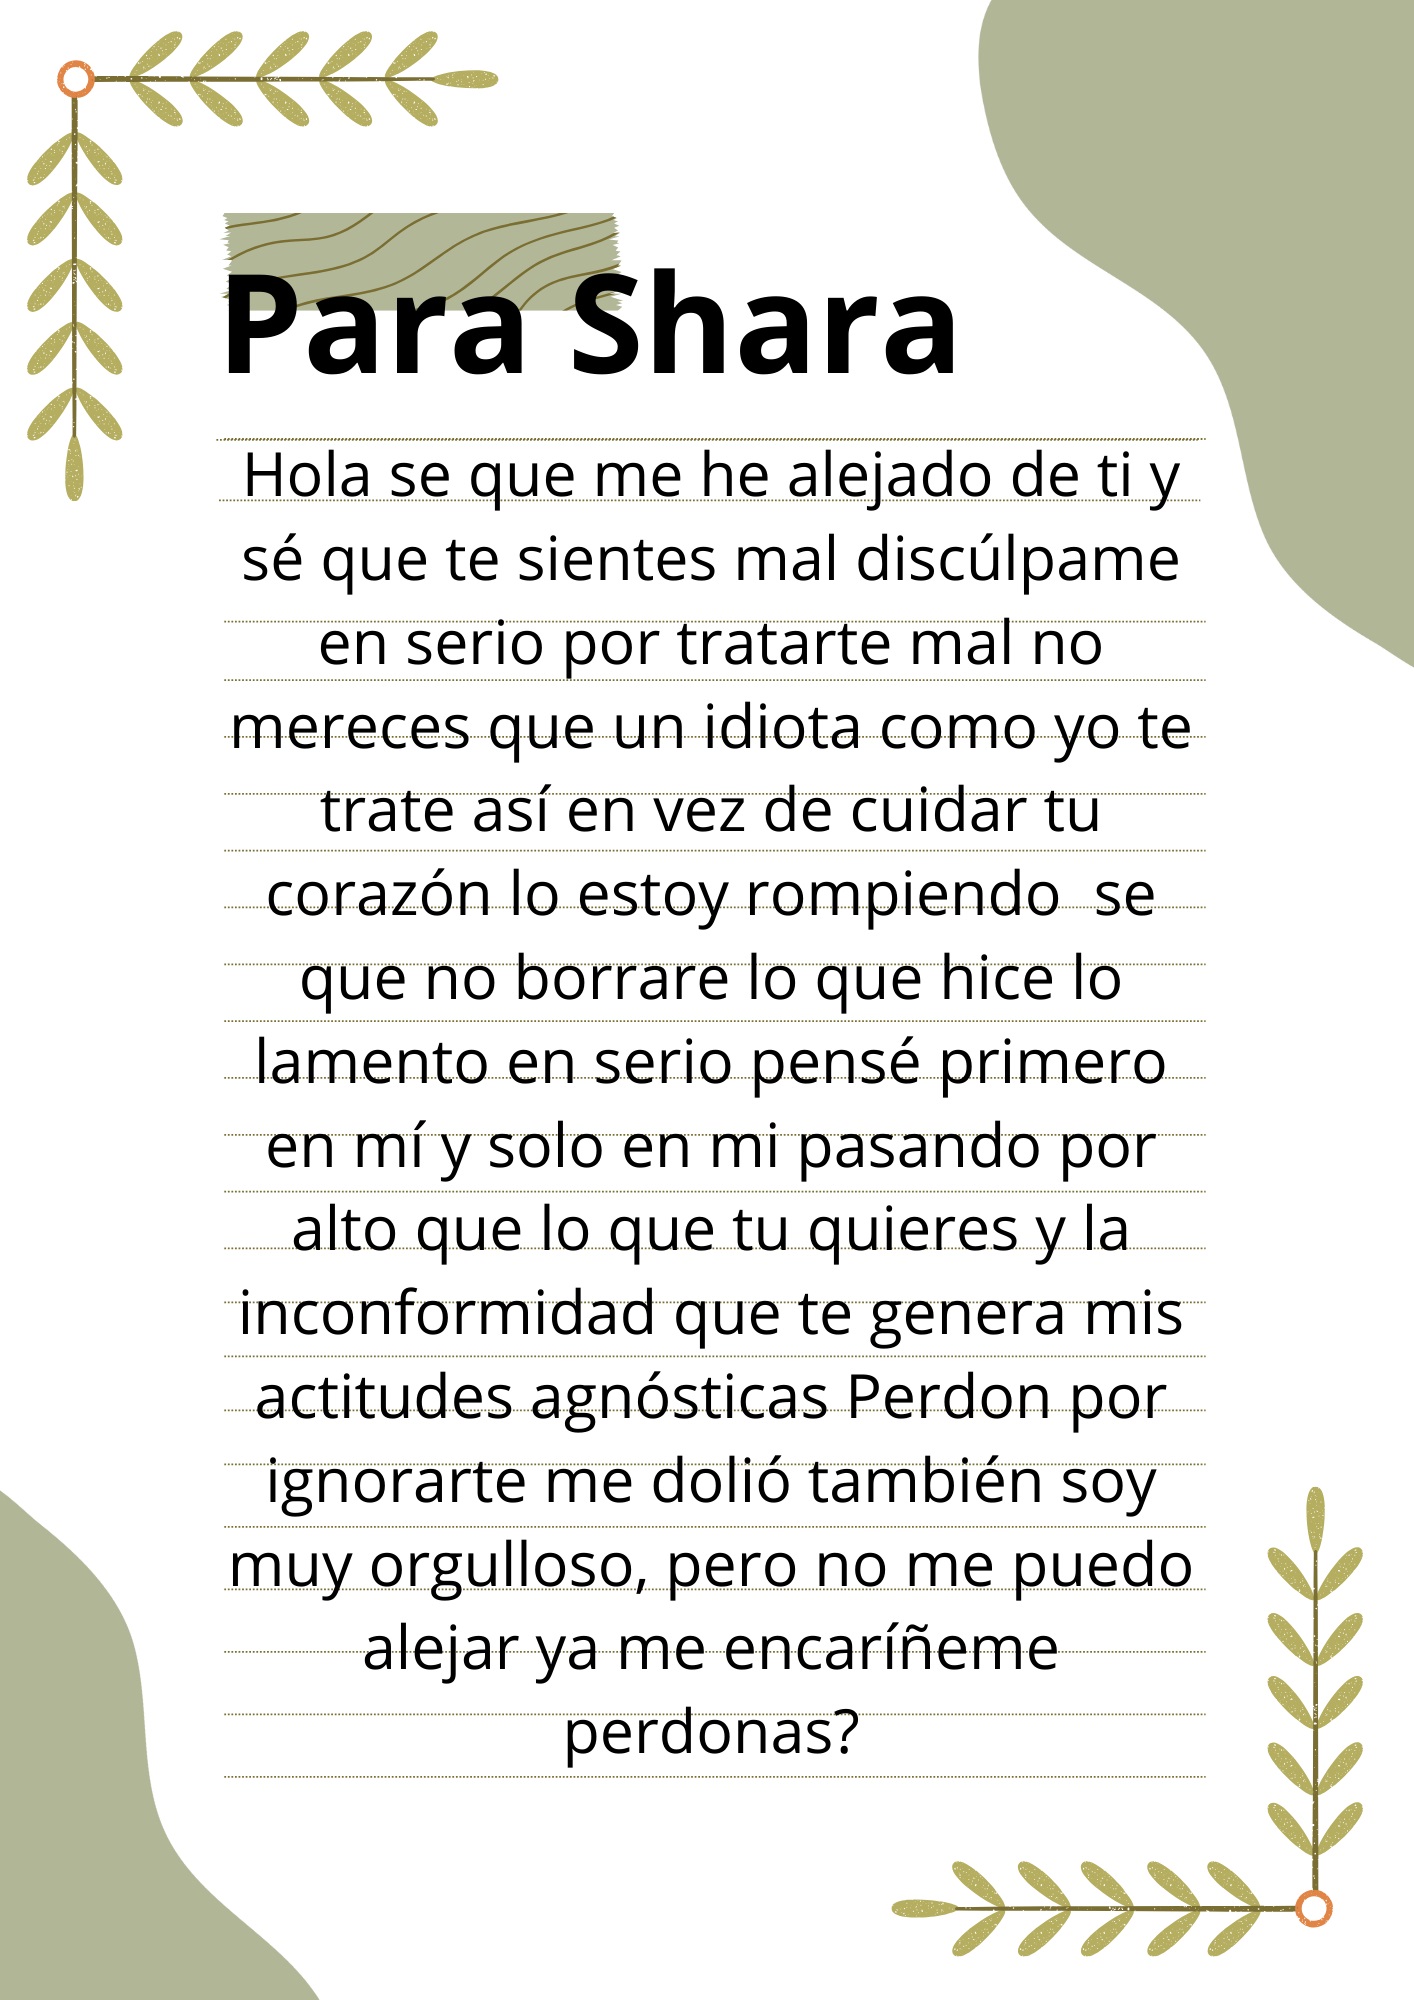 Para Shara
Hola se que me he alejado de ti y
sé que te sientes mal discúlpame
en serio por tratarte mal no
mereces que un idiota como yo te
trate así en vez de cuidar tu
corazón lo estoy rompiendo  se
que no borrare lo que hice lo
lamento en serio pensé primero
en mí y solo en mi pasando por
alto que lo que tu quieres y la
inconformidad que te genera mis
actitudes agnósticas Perdon por
ignorarte me dolió también soy
muy orgulloso, pero no me puedo
alejar ya me encaríñeme
perdonas?